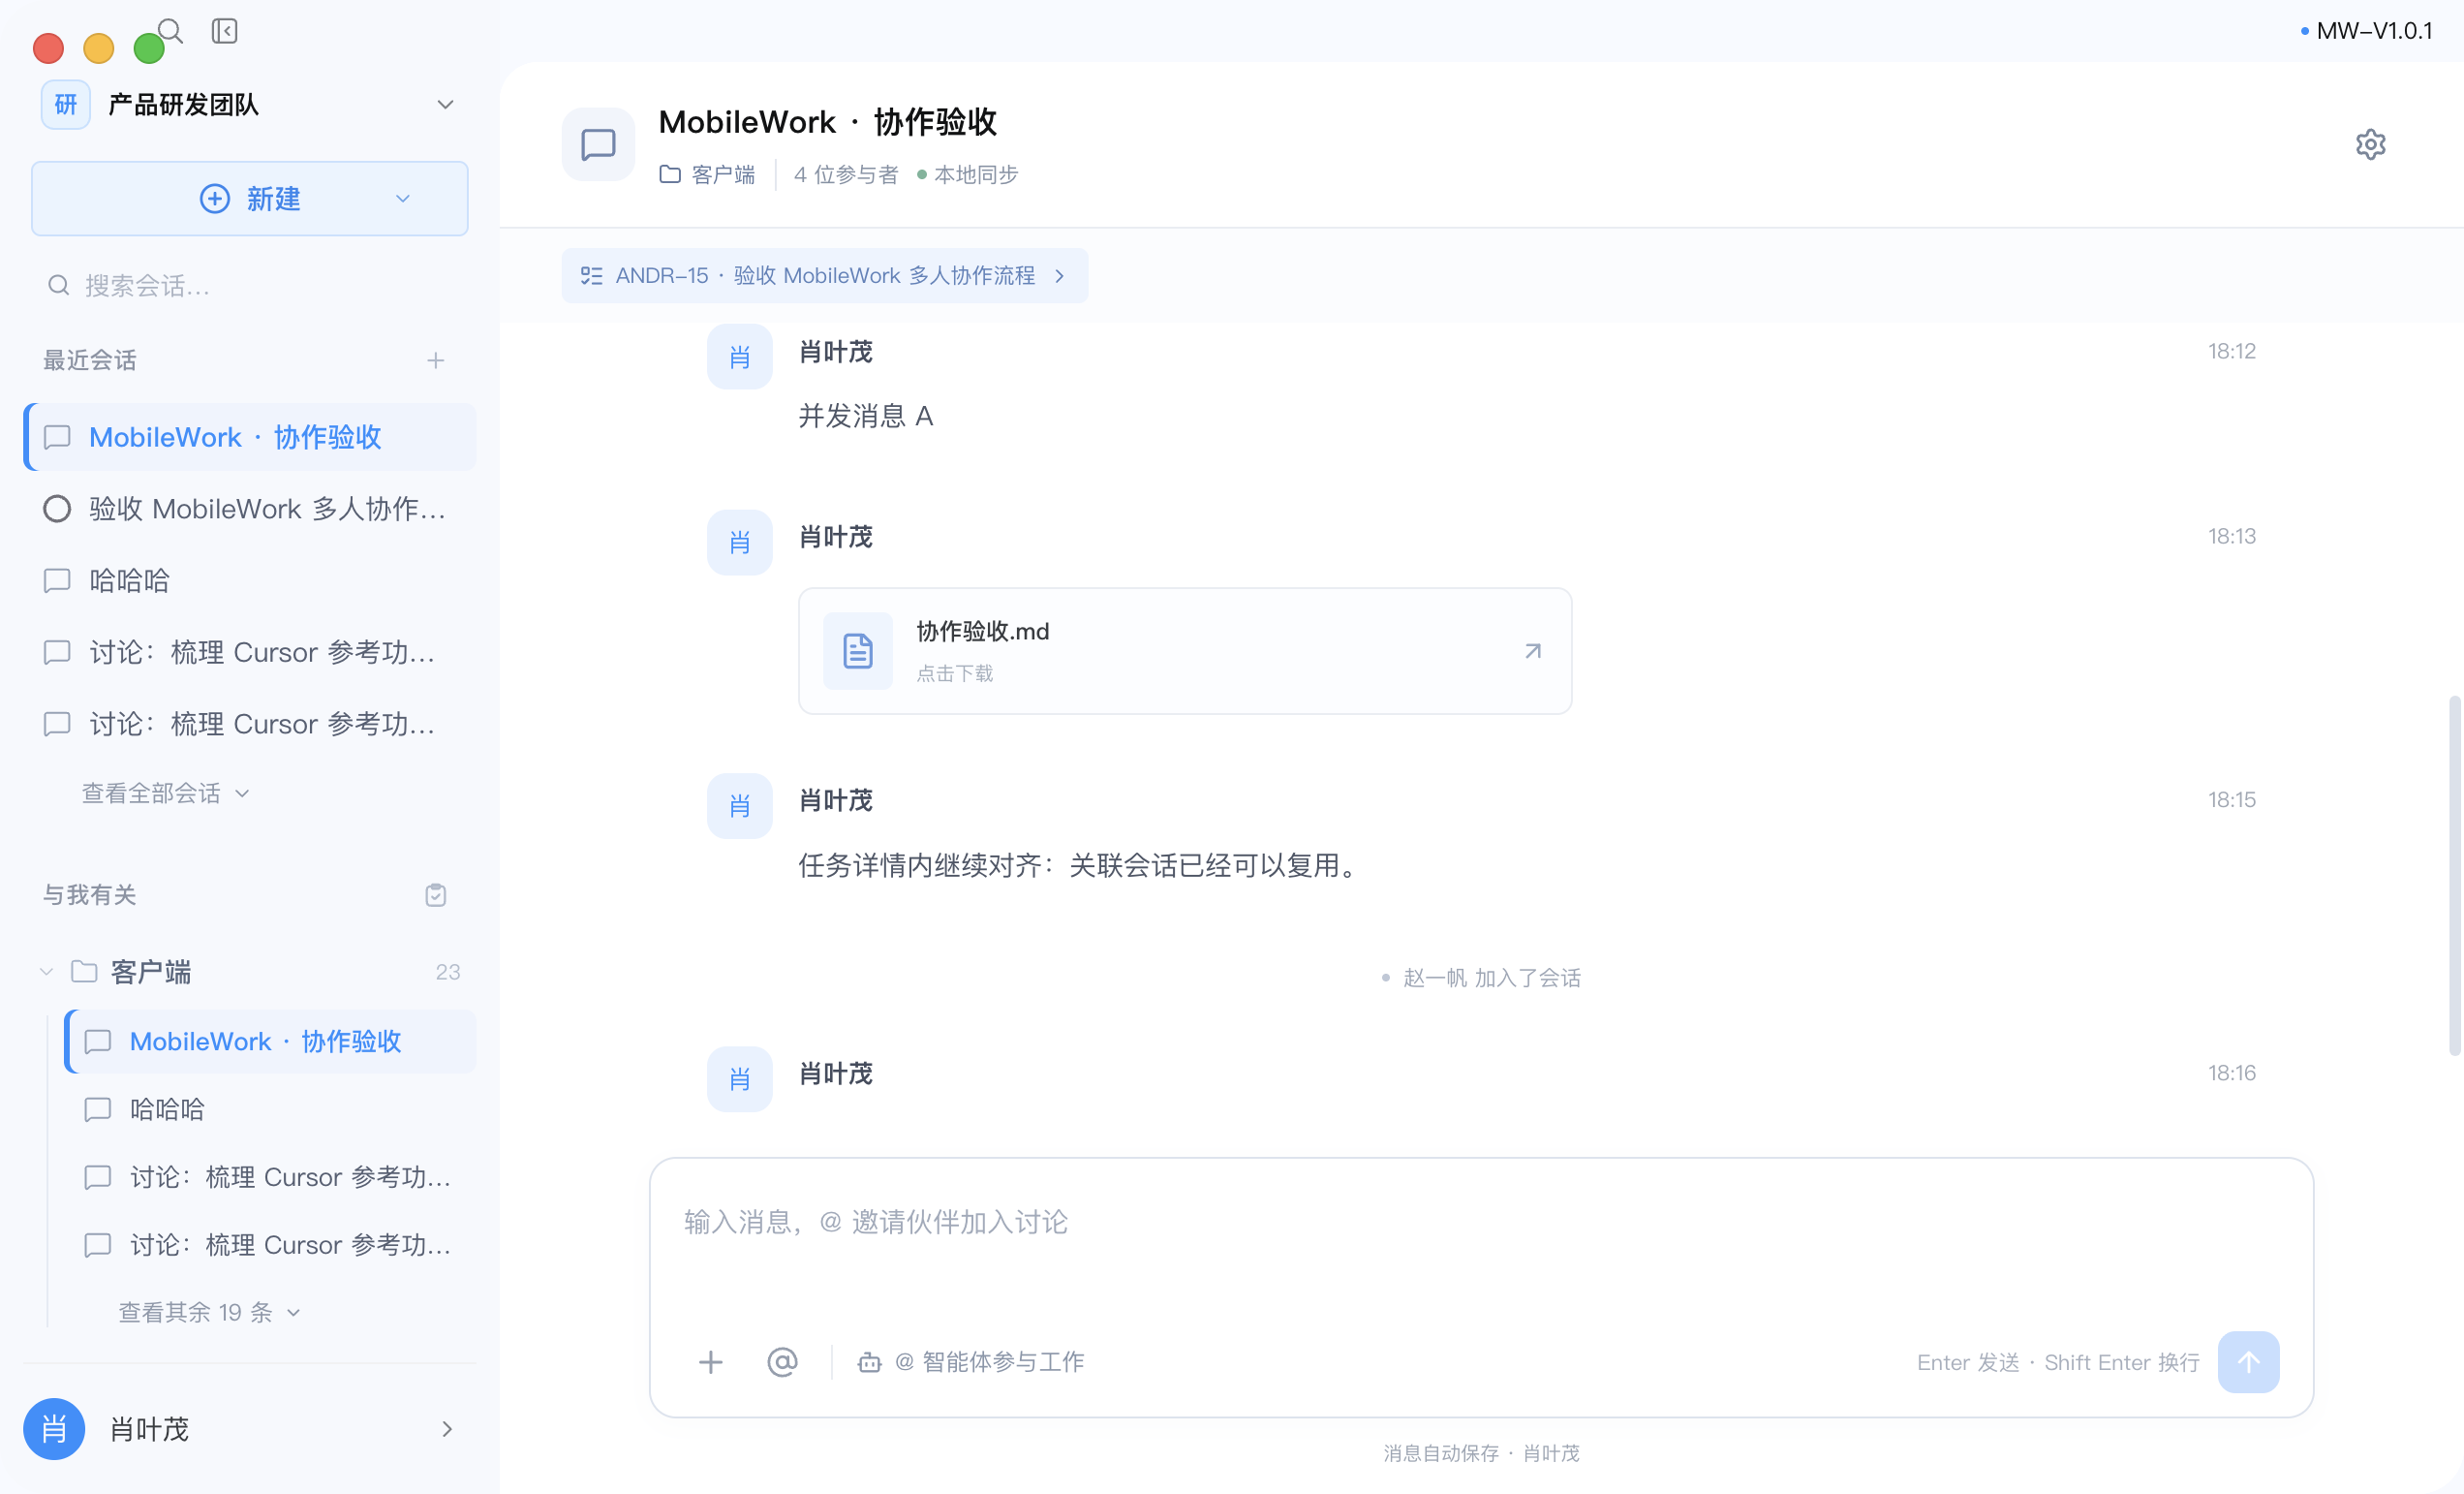 MW-V1.0.1
研 产品研发团队
新建
搜索会话...
最近会话
MobileWork · 协作验收
验收 MobileWork 多人协作...
哈哈哈
讨论：梳理 Cursor 参考功...
讨论：梳理 Cursor 参考功...
查看全部会话
与我有关
客户端 23
MobileWork · 协作验收
哈哈哈
讨论：梳理 Cursor 参考功...
讨论：梳理 Cursor 参考功...
查看其余 19 条
肖 肖叶茂
MobileWork · 协作验收
客户端 4 位参与者 本地同步
ANDR-15 · 验收 MobileWork 多人协作流程
肖 肖叶茂 18:12
并发消息 A
肖 肖叶茂 18:13
协作验收.md
点击下载
肖 肖叶茂 18:15
任务详情内继续对齐：关联会话已经可以复用。
赵一帆 加入了会话
肖 肖叶茂 18:16
输入消息，@ 邀请伙伴加入讨论
@ 智能体参与工作 Enter 发送 · Shift Enter 换行
消息自动保存 · 肖叶茂